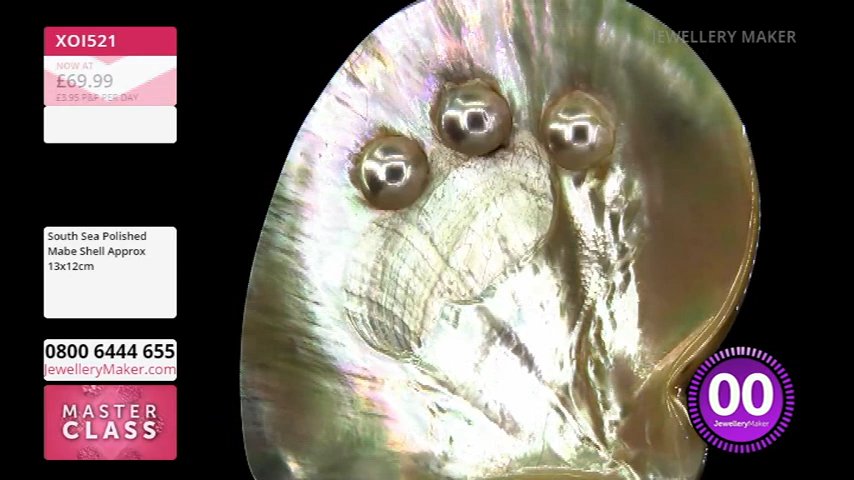 XOI521
NOW AT
£69.99
£3.95 P&P PER DAY
South Sea Polished
Mabe Shell Approx
13x12cm
0800 6444 655
JewelleryMaker.com
MASTER
CLASS
JEWELLERY MAKER
00
JewelleryMaker